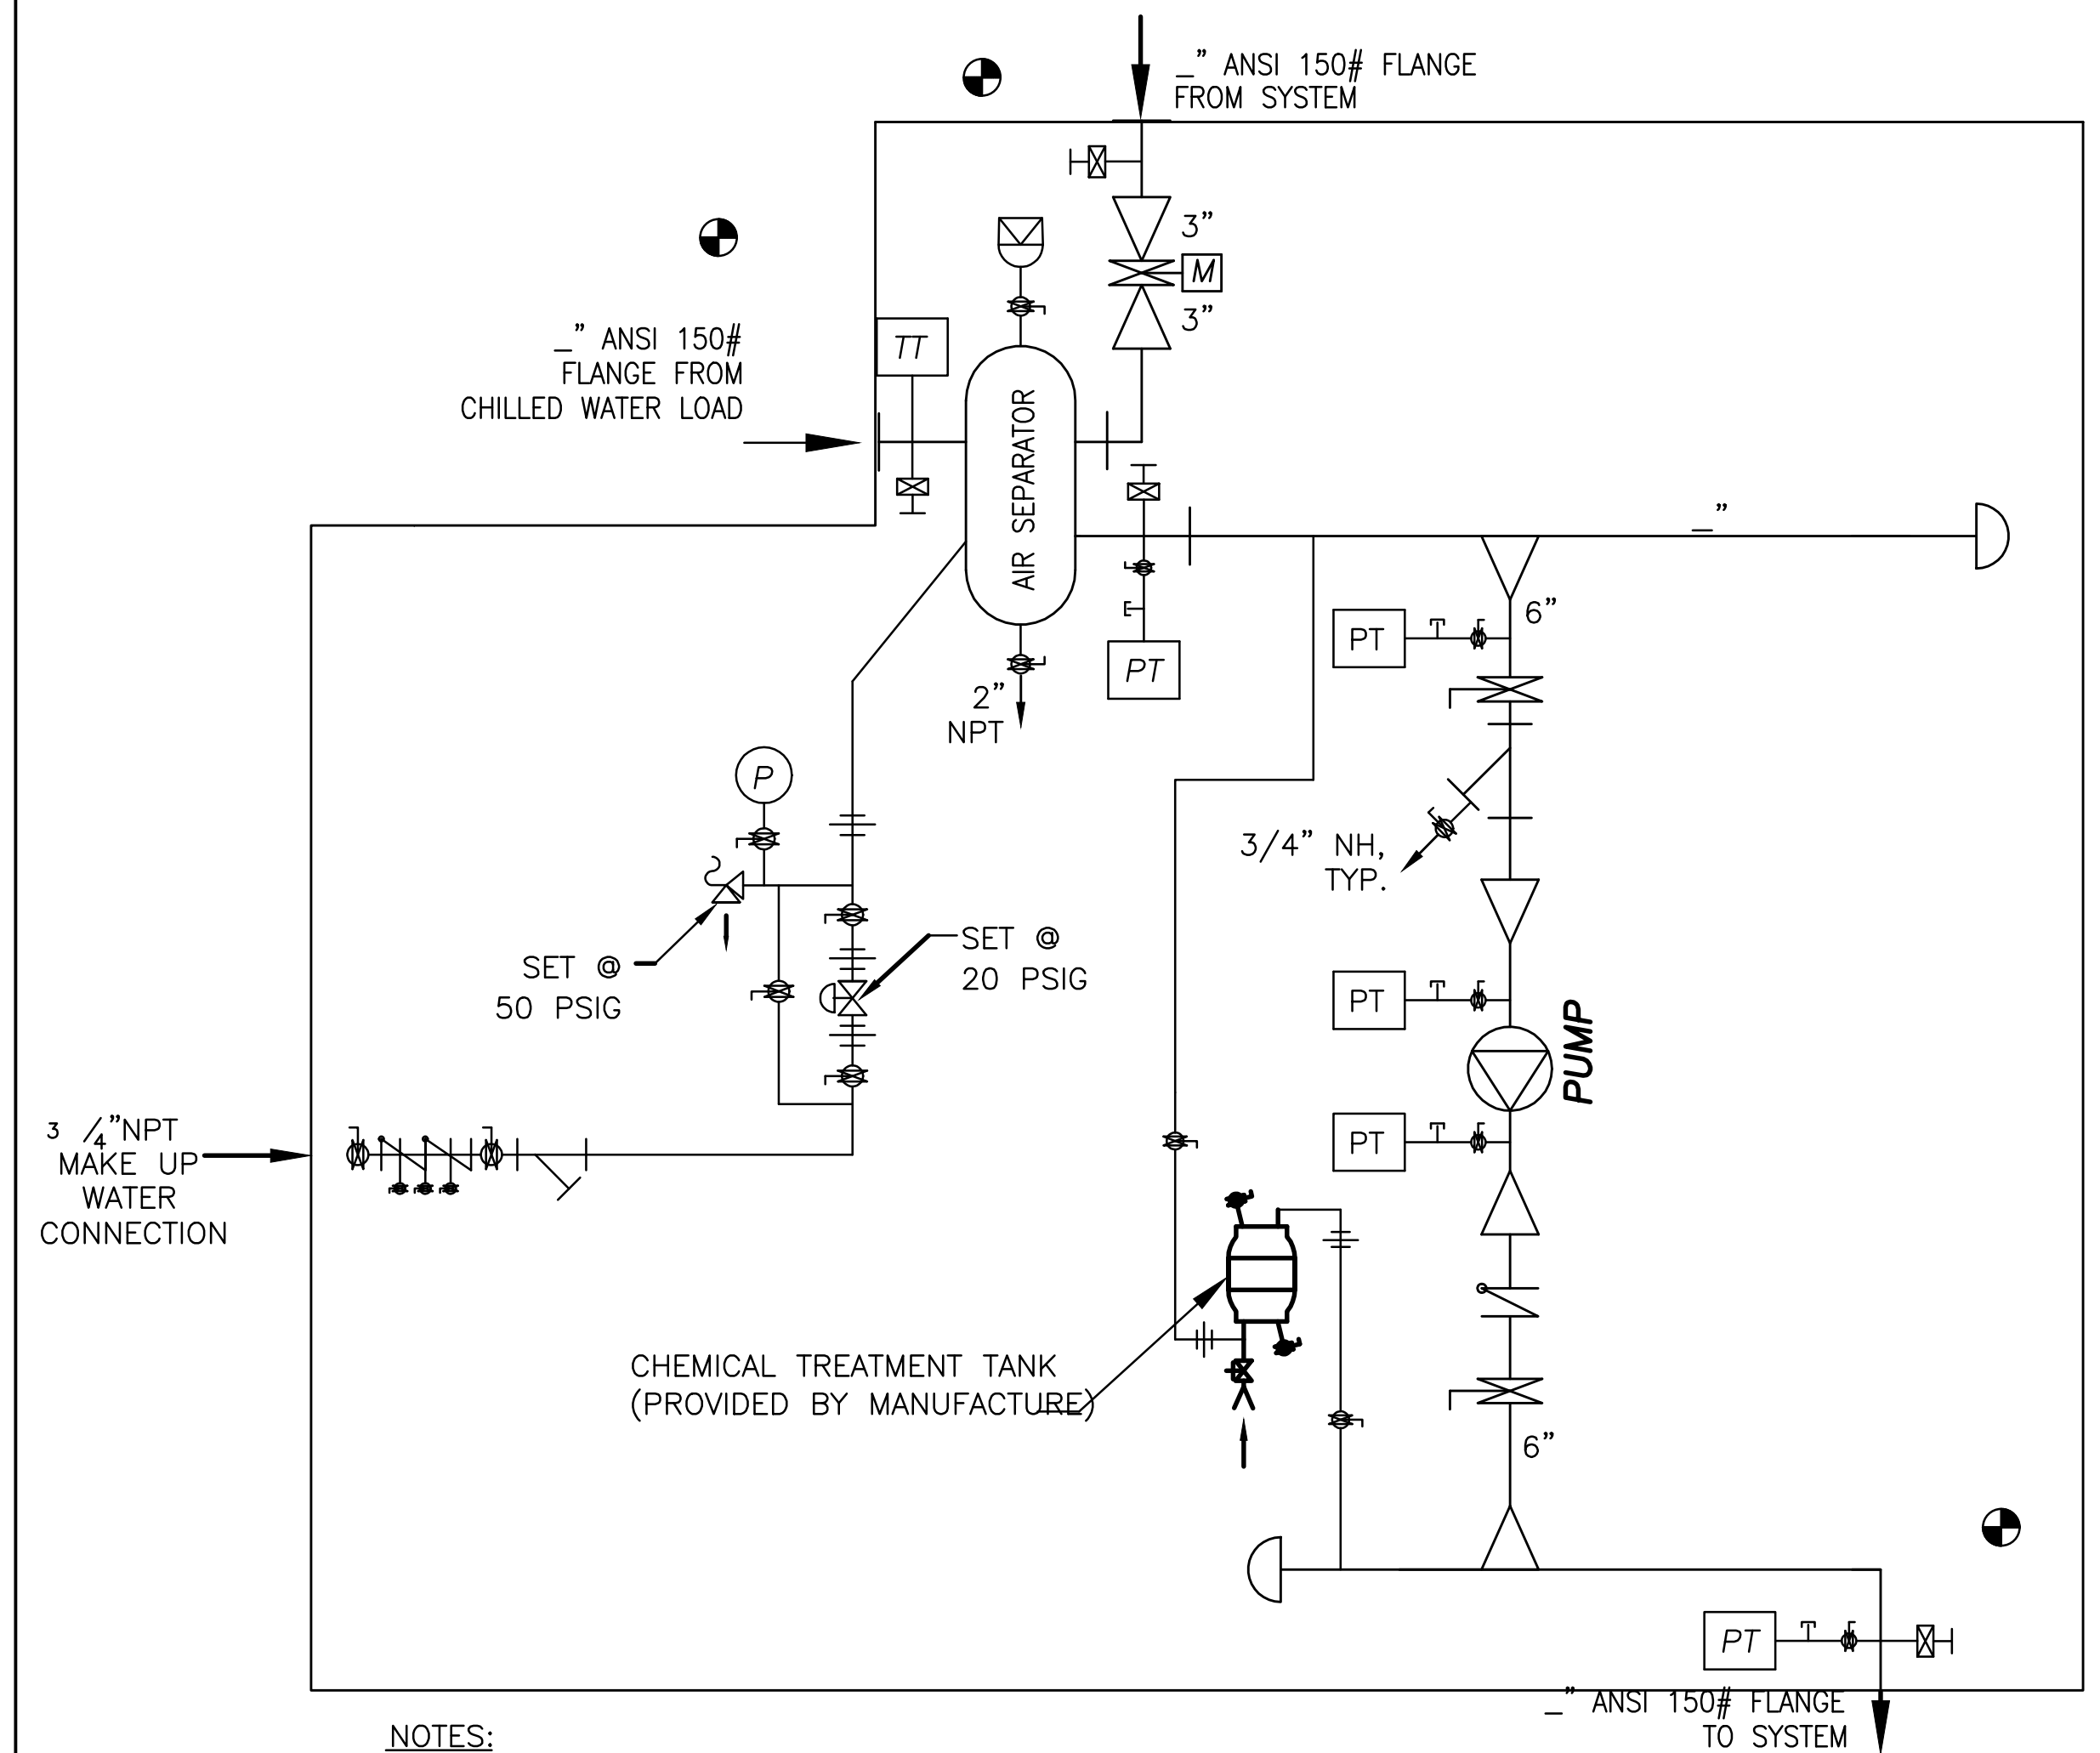 _" ANSI 150# FLANGE
FROM SYSTEM
3"
M
3"
_" ANSI 150#
FLANGE FROM
CHILLED WATER LOAD
TT
AIR SEPARATOR
_"
6"
PT
PT
2"
NPT
P
3/4" NH,
TYP.
SET @
50 PSIG
SET @
20 PSIG
PT
PUMP
PT
3 /4"NPT
MAKE UP
WATER
CONNECTION
CHEMICAL TREATMENT TANK
(PROVIDED BY MANUFACTURE)
6"
PT
_" ANSI 150# FLANGE
TO SYSTEM
NOTES: